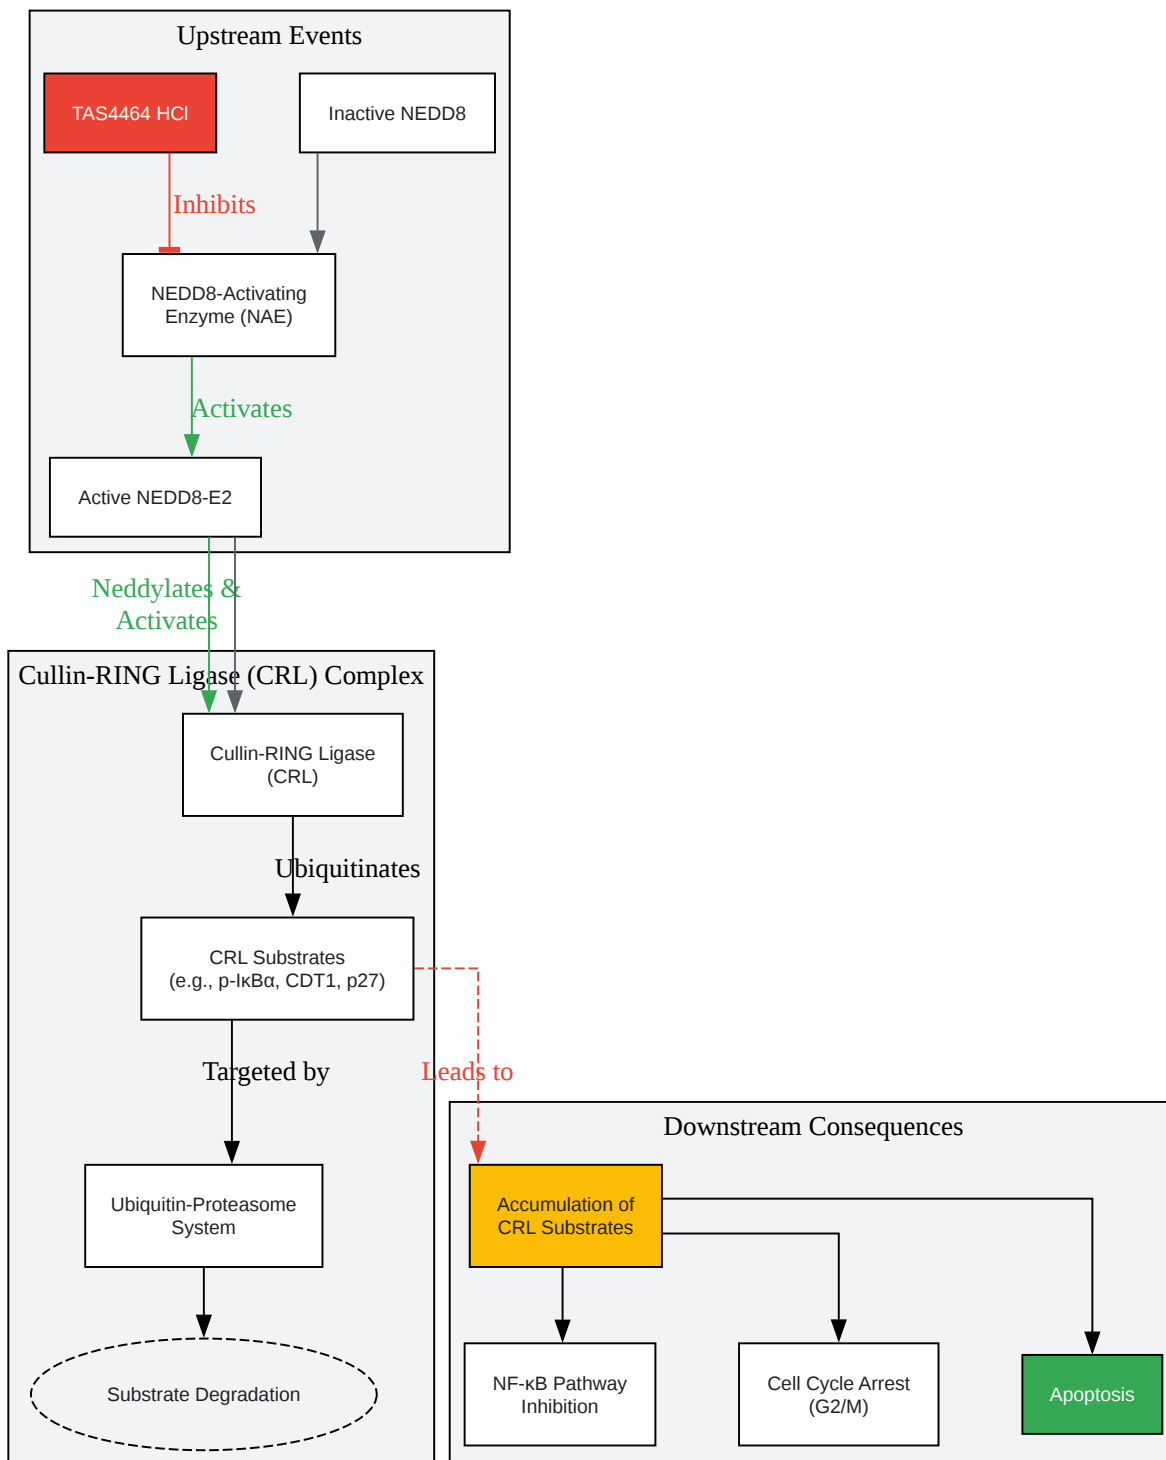 Upstream Events
TAS4464 HCl
Inactive NEDD8
Inhibits
NEDD8-Activating
Enzyme (NAE)
Activates
Active NEDD8-E2
Neddylates &
Activates
Cullin-RING Ligase (CRL) Complex
Cullin-RING Ligase
(CRL)
Ubiquitinates
CRL Substrates
(e.g., p-IκBα, CDT1, p27)
Targeted by
Leads to
Downstream Consequences
Ubiquitin-Proteasome
System
Accumulation of
CRL Substrates
Substrate Degradation
NF-κB Pathway
Inhibition
Cell Cycle Arrest
(G2/M)
Apoptosis